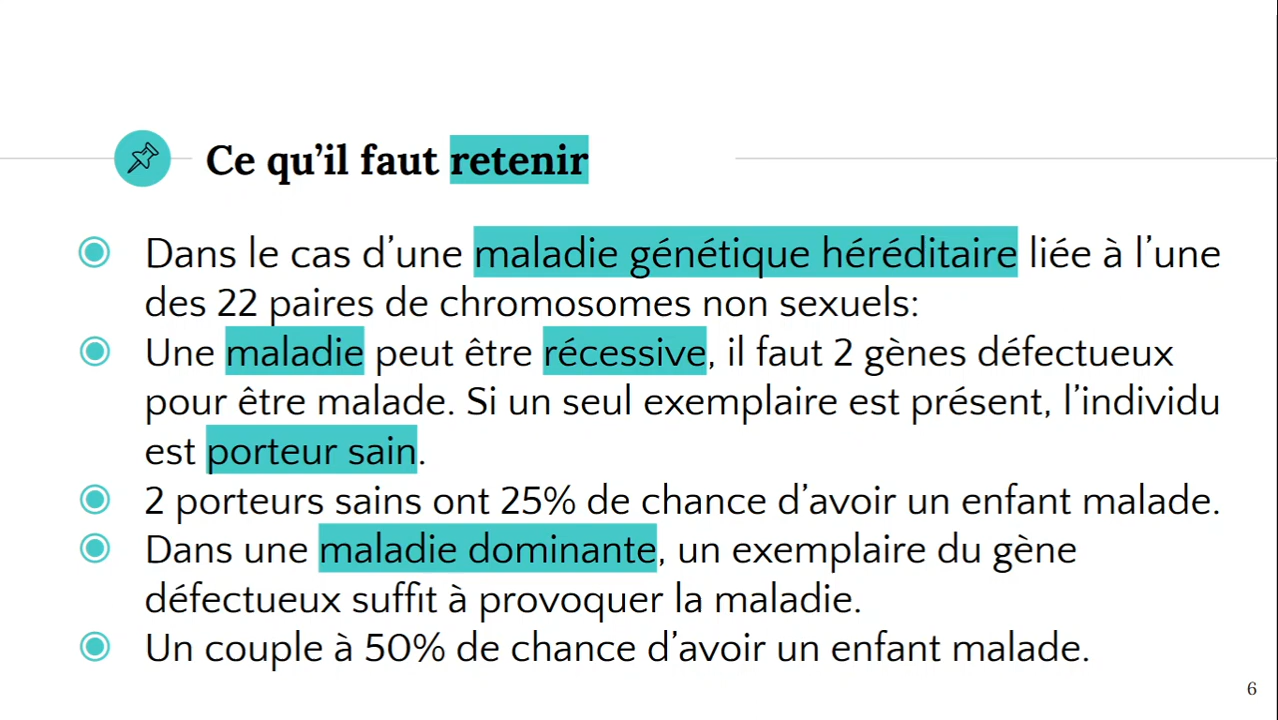 Ce qu’il faut retenir
Dans le cas d’une maladie génétique héréditaire liée à l’une
des 22 paires de chromosomes non sexuels:
Une maladie peut être récessive, il faut 2 gènes défectueux
pour être malade. Si un seul exemplaire est présent, l’individu
est porteur sain.
2 porteurs sains ont 25% de chance d’avoir un enfant malade.
Dans une maladie dominante, un exemplaire du gène
défectueux suffit à provoquer la maladie.
Un couple à 50% de chance d’avoir un enfant malade.
6